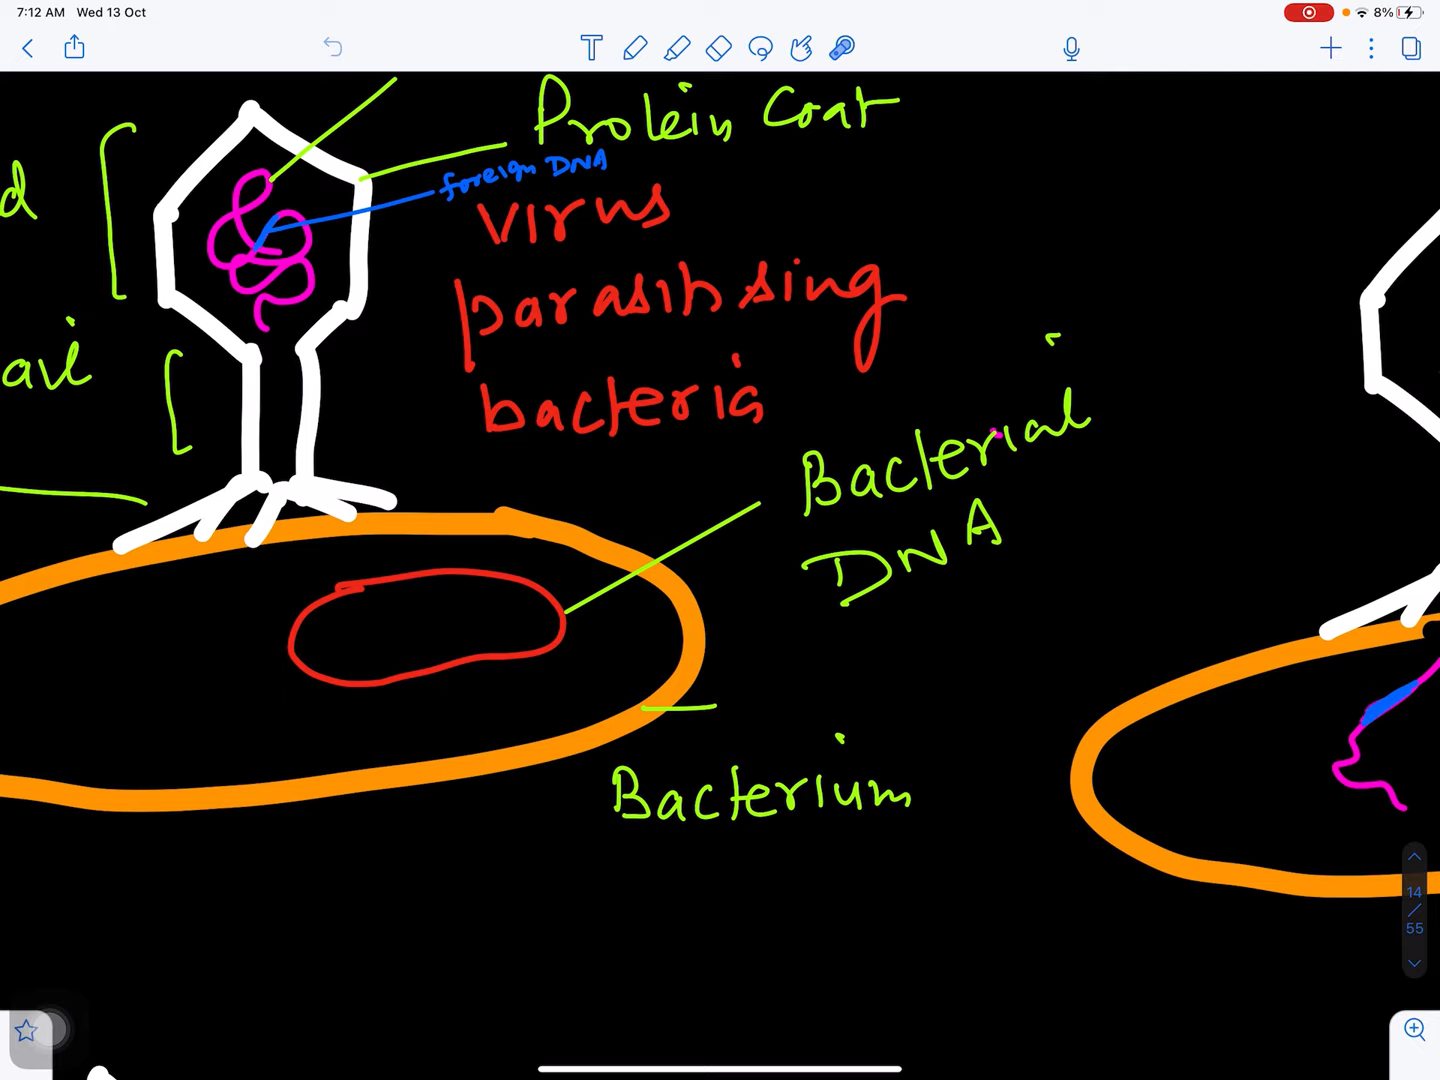 7:12 AM Wed 13 Oct
8%
T
Protein Coat
foreign DNA
d
virus
parasitising
bacteria
Bacterial
DNA
Bacterium
14
/
55